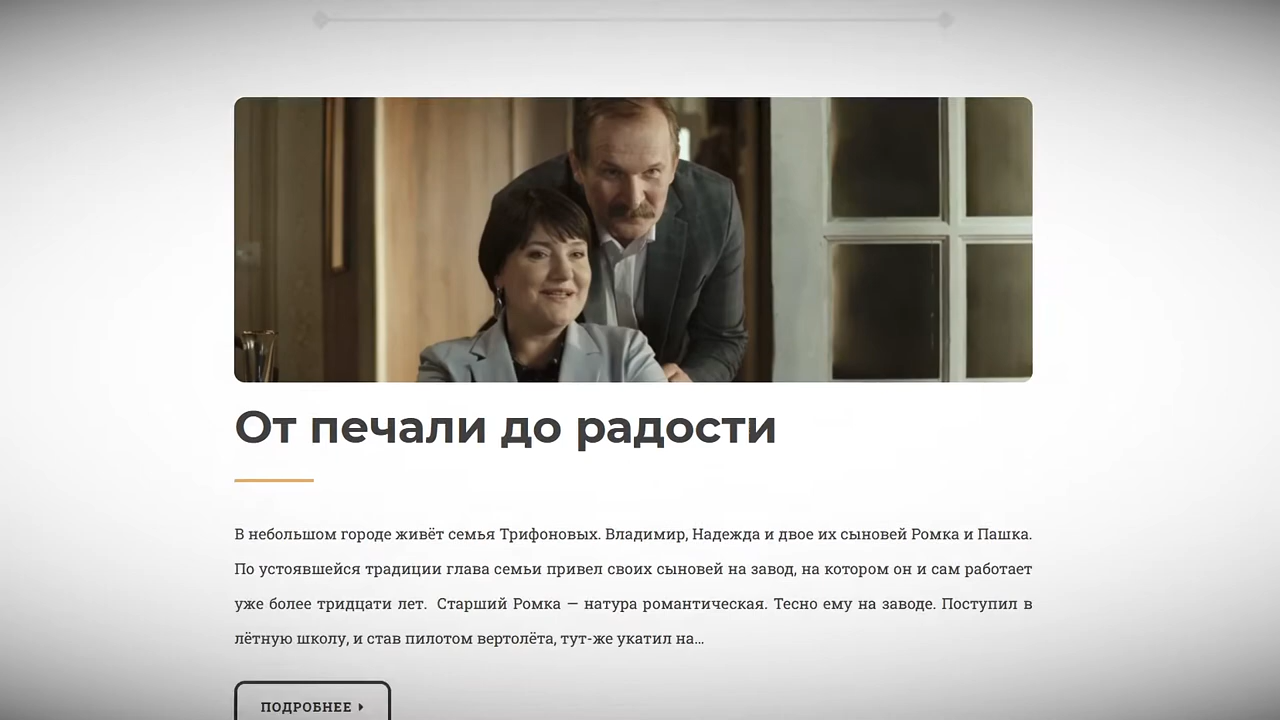 От печали до радости
В небольшом городе живёт семья Трифоновых. Владимир, Надежда и двое их сыновей Ромка и Пашка.
По устоявшейся традиции глава семьи привел своих сыновей на завод, на котором он и сам работает
уже более тридцати лет. Старший Ромка — натура романтическая. Тесно ему на заводе. Поступил в
лётную школу, и став пилотом вертолёта, тут-же укатил на...
ПОДРОБНЕЕ